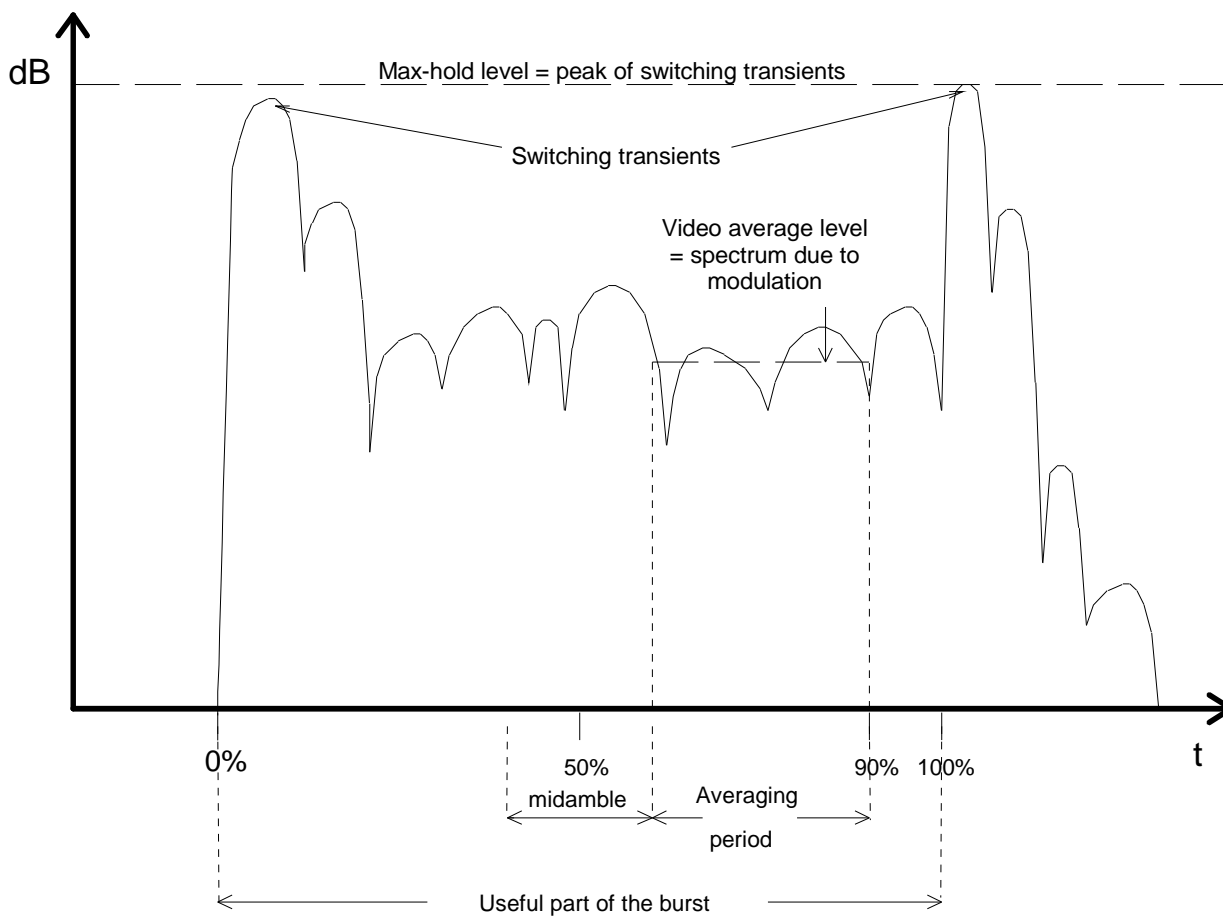 dB
Max-hold level = peak of switching transients
Switching transients
Video average level
= spectrum due to
modulation
t
0%
50%
90%
100%
midamble
Averaging
period
Useful part of the burst